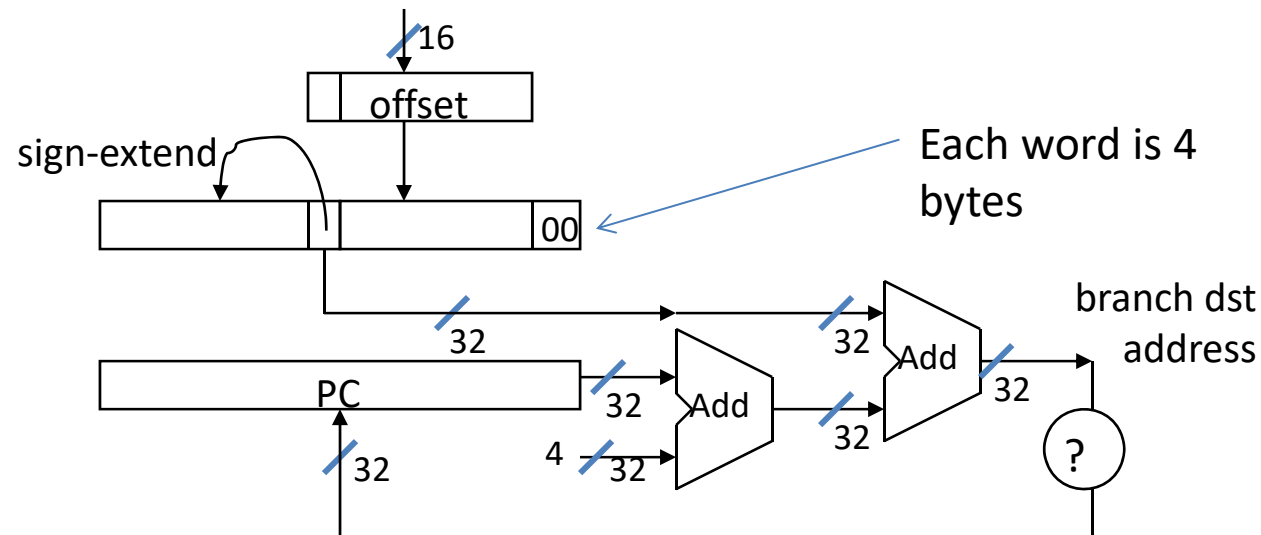 16
offset
sign-extend
Each word is 4
bytes
00
branch dst
address
32
32
Add
32
PC
32
Add
32
4
32
32
?